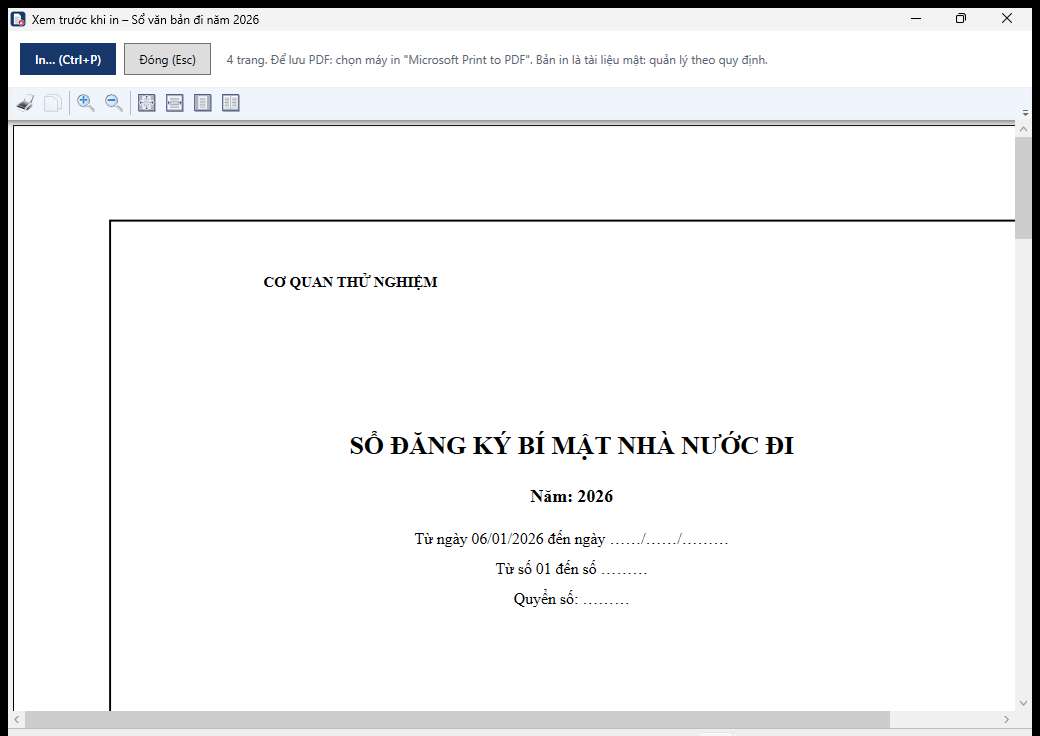 Xem trước khi in – Sổ văn bản đi năm 2026
In... (Ctrl+P)
Đóng (Esc)
4 trang. Để lưu PDF: chọn máy in "Microsoft Print to PDF". Bản in là tài liệu mật: quản lý theo quy định.
CƠ QUAN THỬ NGHIỆM
SỔ ĐĂNG KÝ BÍ MẬT NHÀ NƯỚC ĐI
Năm: 2026
Từ ngày 06/01/2026 đến ngày ……/……/………
Từ số 01 đến số ………
Quyển số: ………